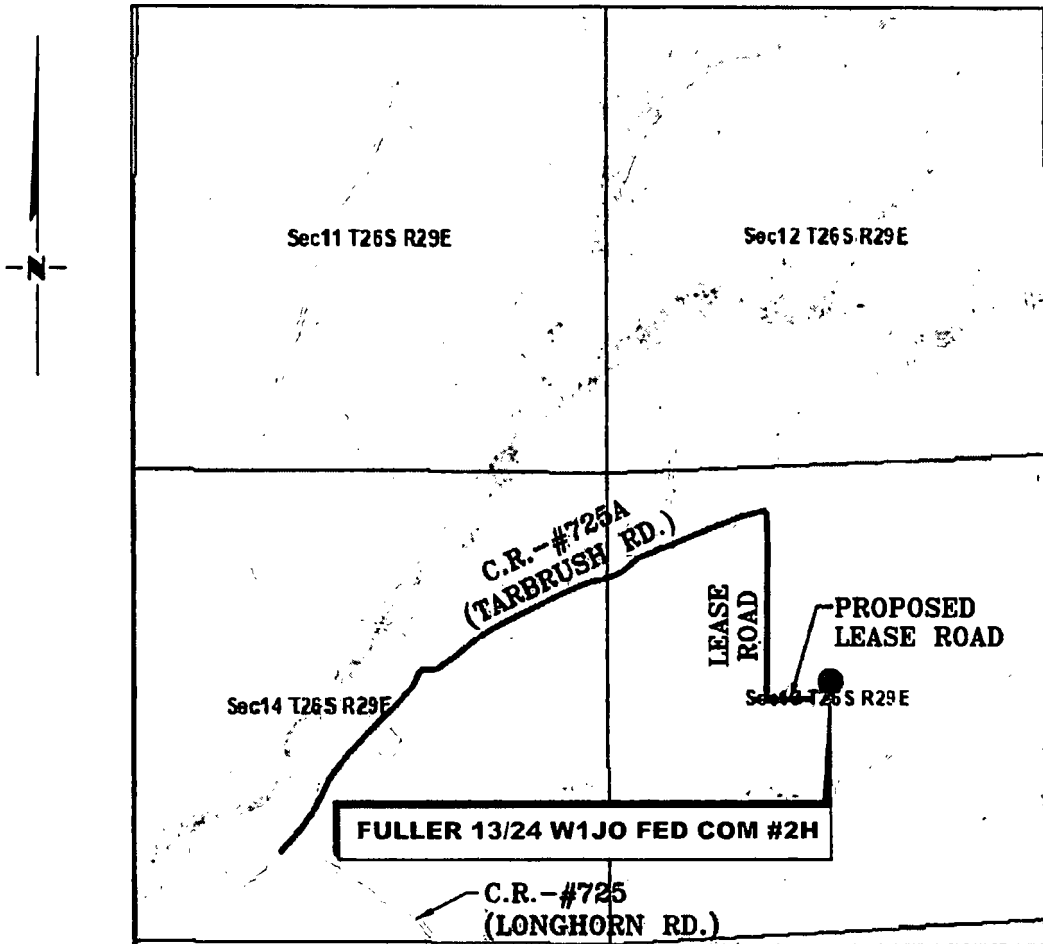 Sec11 T26S R29E
Sec12 T26S R29E
N
C.R.-#725A
(TARBRUSH RD.)
LEASE
ROAD
PROPOSED
LEASE ROAD
Sec14 T26S R29E
Sec13 T26S R29E
FULLER 13/24 W1JO FED COM #2H
C.R.-#725
(LONGHORN RD.)